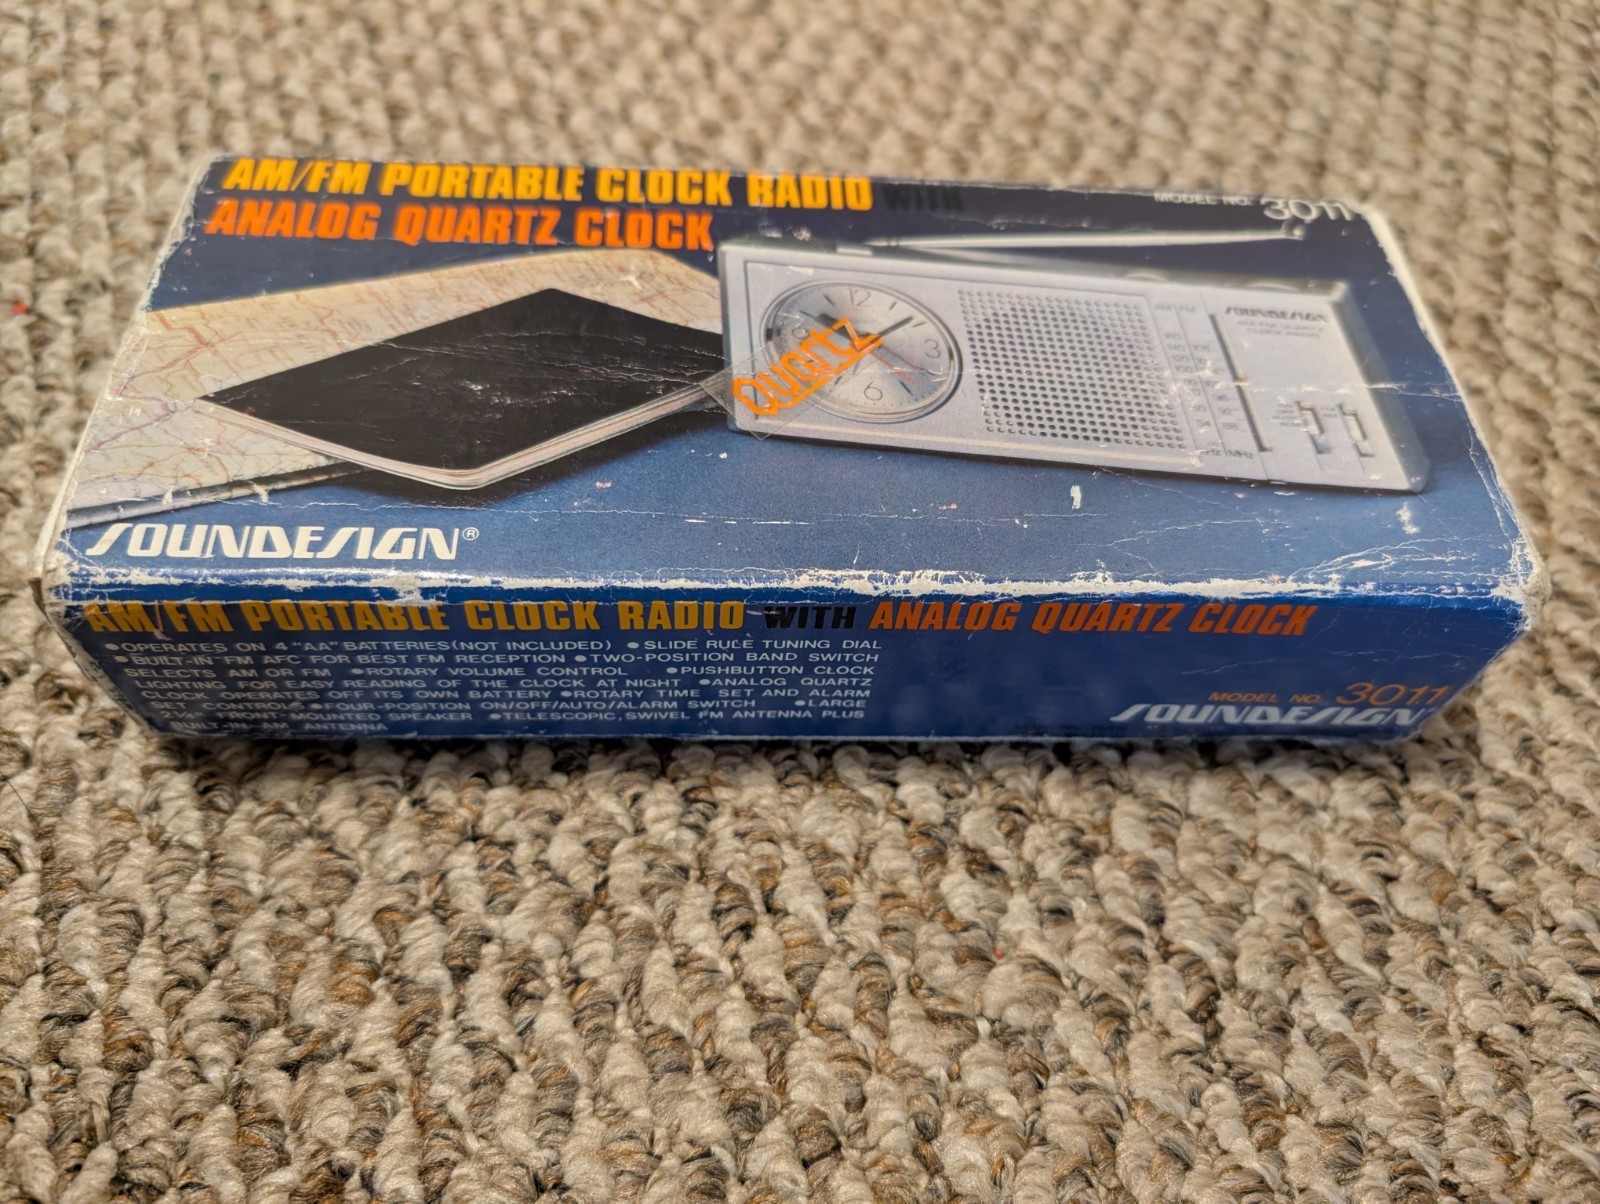 AM/FM PORTABLE CLOCK RADIO WITH
ANALOG QUARTZ CLOCK
MODEL NO. 3011
12
3
6
Quartz
SOUNDESIGN
SOUNDESIGN®
AM/FM PORTABLE CLOCK RADIO WITH ANALOG QUARTZ CLOCK
●OPERATES ON 4 "AA" BATTERIES (NOT INCLUDED) ●SLIDE RULE TUNING DIAL
●BUILT-IN FM AFC FOR BEST FM RECEPTION ●TWO-POSITION BAND SWITCH
SELECTS AM OR FM ●ROTARY VOLUME CONTROL ●PUSHBUTTON CLOCK
LIGHTING FOR EASY READING OF THE CLOCK AT NIGHT ●ANALOG QUARTZ
CLOCK OPERATES OFF ITS OWN BATTERY ●ROTARY TIME SET AND ALARM
SET CONTROLS ●FOUR-POSITION ON/OFF/AUTO/ALARM SWITCH ●LARGE
FRONT-MOUNTED SPEAKER ●TELESCOPIC, SWIVEL FM ANTENNA PLUS
BUILT-IN ANTENNA
MODEL NO. 3011
SOUNDESIGN